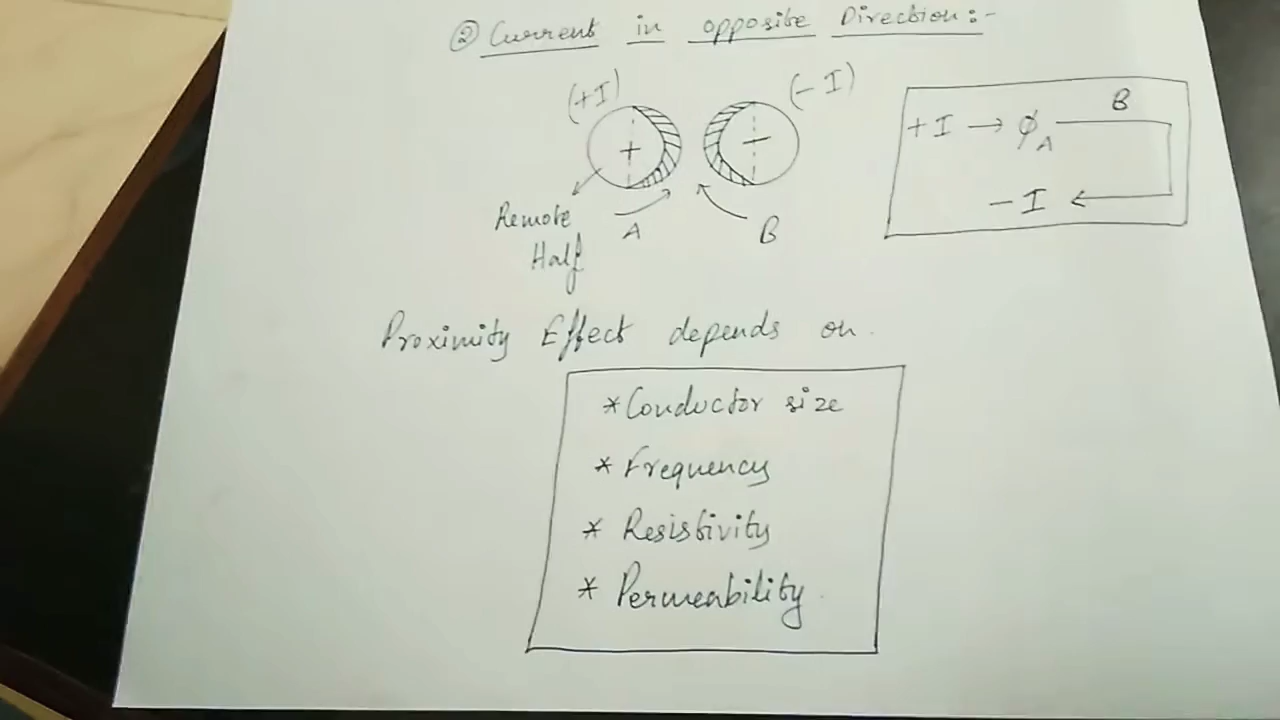 ② Current in opposite Direction:-
(+I) (- I)
B
+I → ϕA
- I ←
Remote
Half
A B
Proximity Effect depends on.
* Conductor size
* Frequency
* Resistivity
* Permeability.